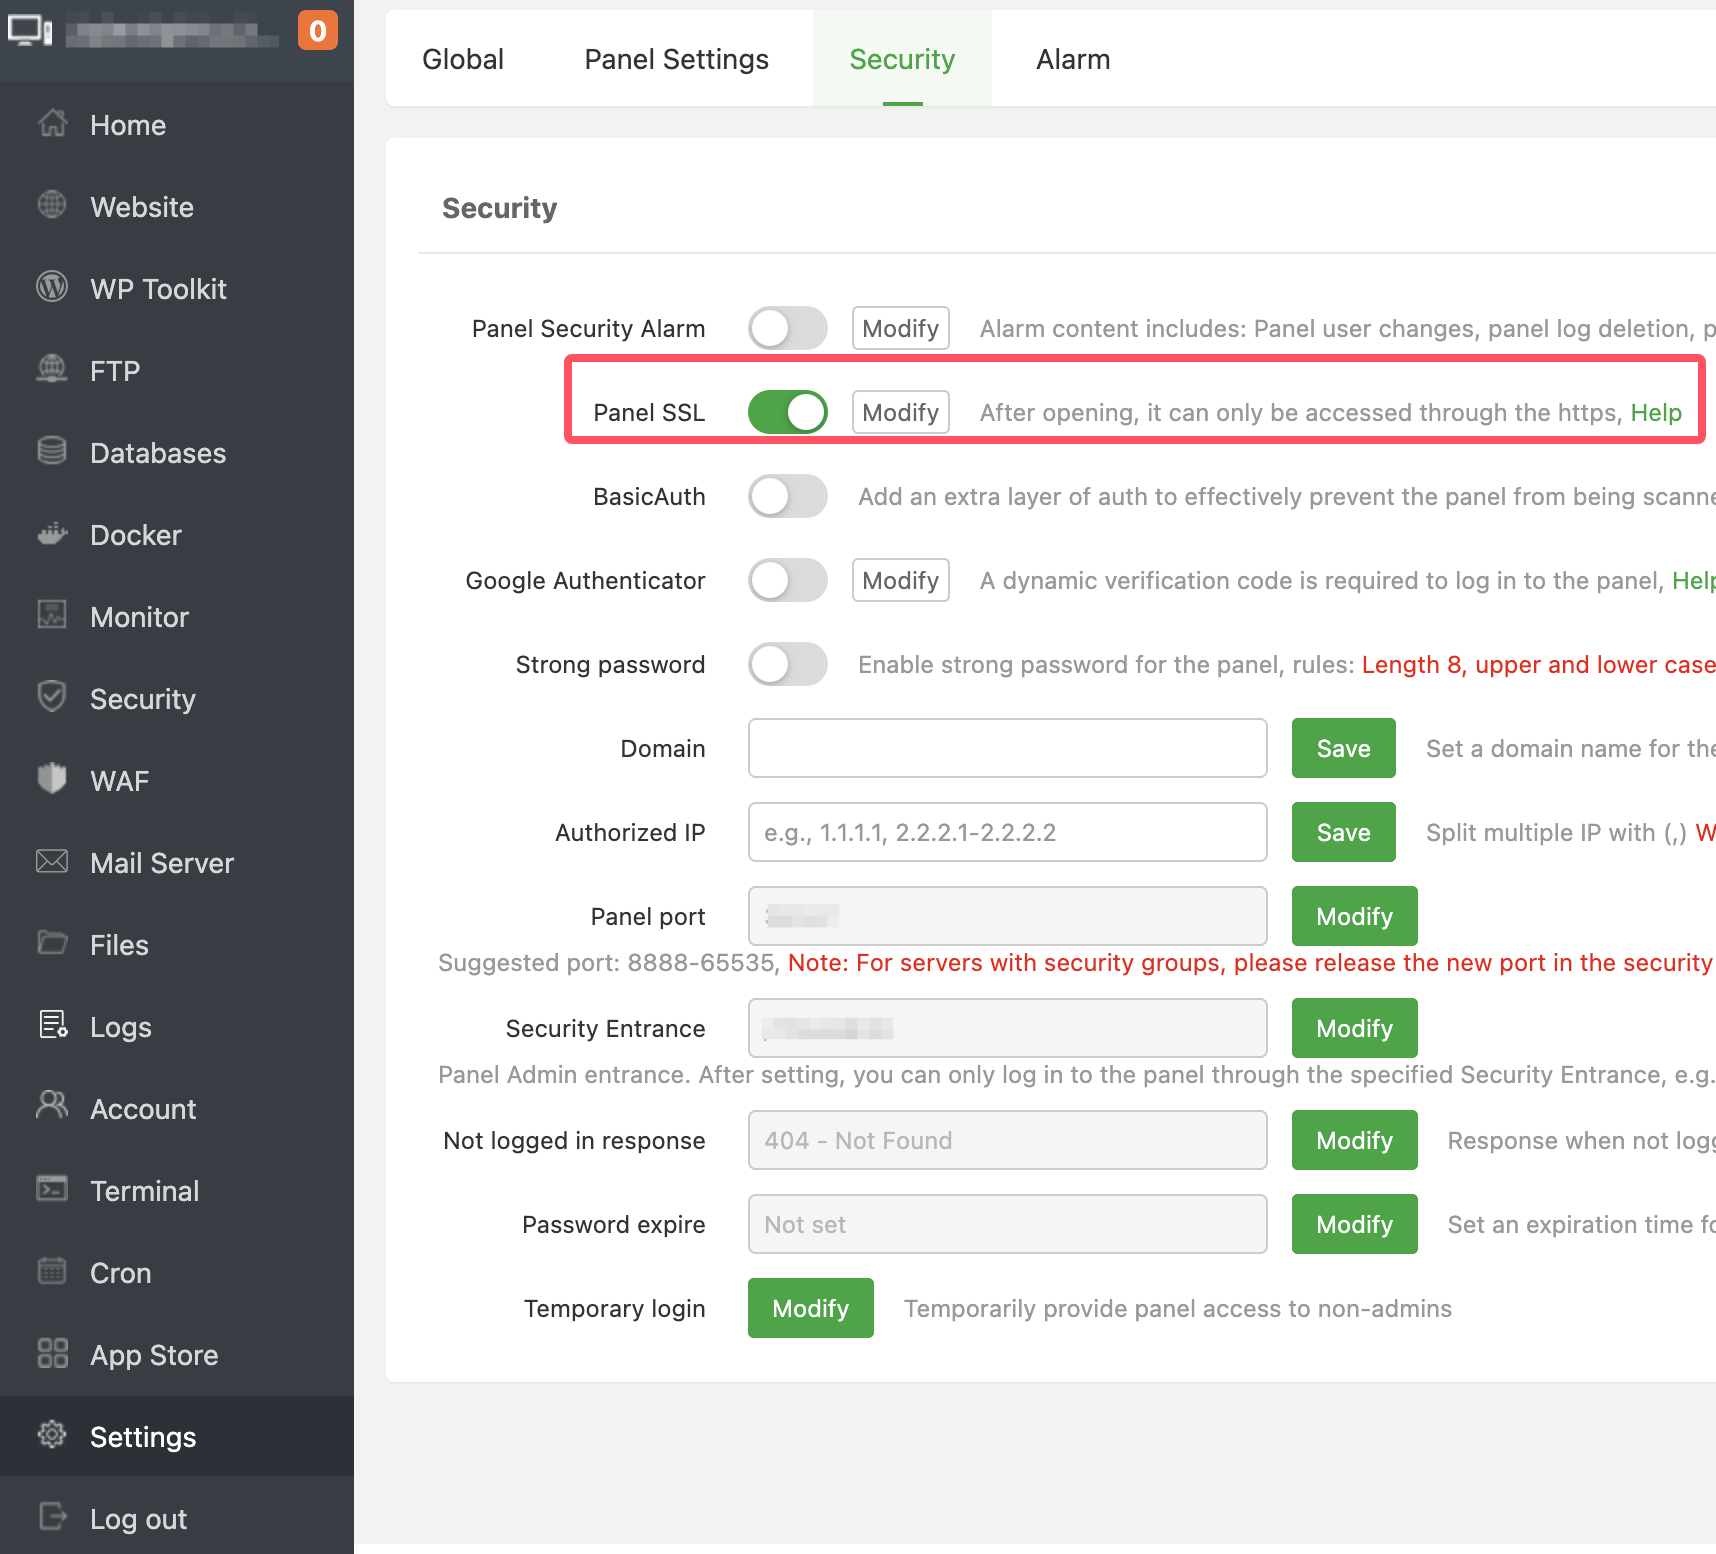 0
Home
Website
WP Toolkit
FTP
Databases
Docker
Monitor
Security
WAF
Mail Server
Files
Logs
Account
Terminal
Cron
App Store
Settings
Log out
Global Panel Settings Security Alarm
Security
Panel Security Alarm Modify Alarm content includes: Panel user changes, panel log deletion, p
Panel SSL Modify After opening, it can only be accessed through the https, Help
BasicAuth Add an extra layer of auth to effectively prevent the panel from being scanne
Google Authenticator Modify A dynamic verification code is required to log in to the panel, Help
Strong password Enable strong password for the panel, rules: Length 8, upper and lower case
Domain Save Set a domain name for the
Authorized IP e.g., 1.1.1.1, 2.2.2.1-2.2.2.2 Save Split multiple IP with (,) W
Panel port Modify
Suggested port: 8888-65535, Note: For servers with security groups, please release the new port in the security
Security Entrance Modify
Panel Admin entrance. After setting, you can only log in to the panel through the specified Security Entrance, e.g.
Not logged in response 404 - Not Found Modify Response when not logg
Password expire Not set Modify Set an expiration time fo
Temporary login Modify Temporarily provide panel access to non-admins